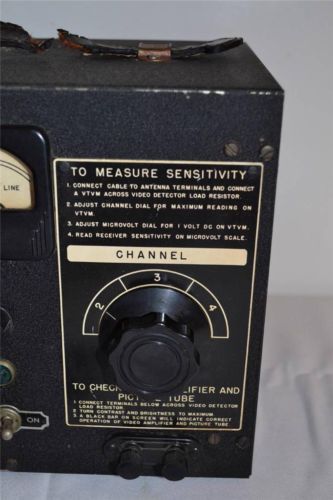 LINE
TO MEASURE SENSITIVITY
1. CONNECT CABLE TO ANTENNA TERMINALS AND CONNECT
A VTVM ACROSS VIDEO DETECTOR LOAD RESISTOR.
2. ADJUST CHANNEL DIAL FOR MAXIMUM READING ON
VTVM.
3. ADJUST MICROVOLT DIAL FOR 1 VOLT DC ON VTVM.
4. READ RECEIVER SENSITIVITY ON MICROVOLT SCALE.
CHANNEL
2 3 4
TO CHECK AMPLIFIER AND
PICTURE TUBE
1. CONNECT TERMINALS BELOW ACROSS VIDEO DETECTOR
LOAD RESISTOR.
2. TURN CONTRAST AND BRIGHTNESS TO MAXIMUM.
3. A BLACK BAR ON SCREEN WILL INDICATE CORRECT
OPERATION OF VIDEO AMPLIFIER AND PICTURE TUBE.
ON